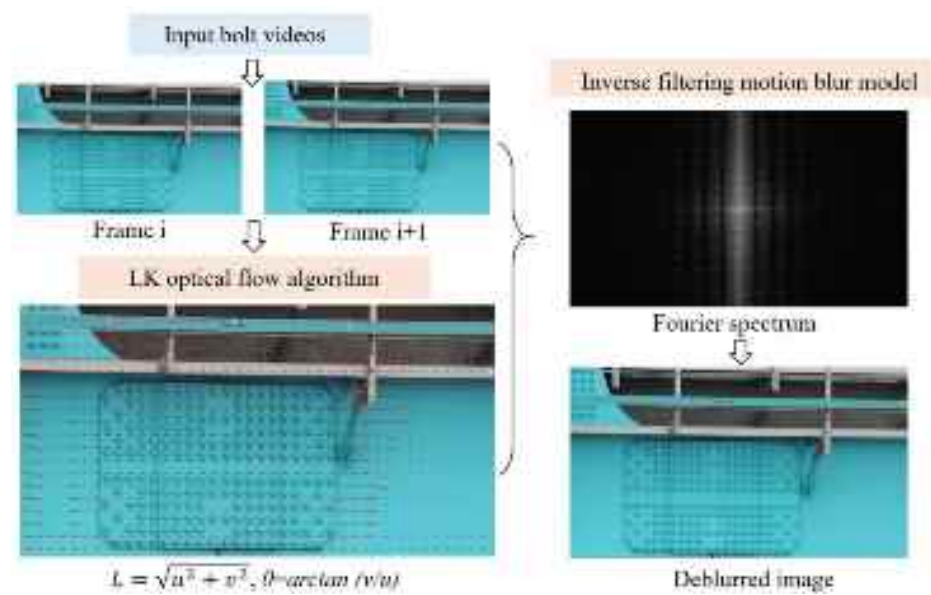 Input bolt videos
Frame i
Frame i+1
LK optical flow algorithm
L = √u² + v², θ=arctan (v/u)
Inverse filtering motion blur model
Fourier spectrum
Deblurred image